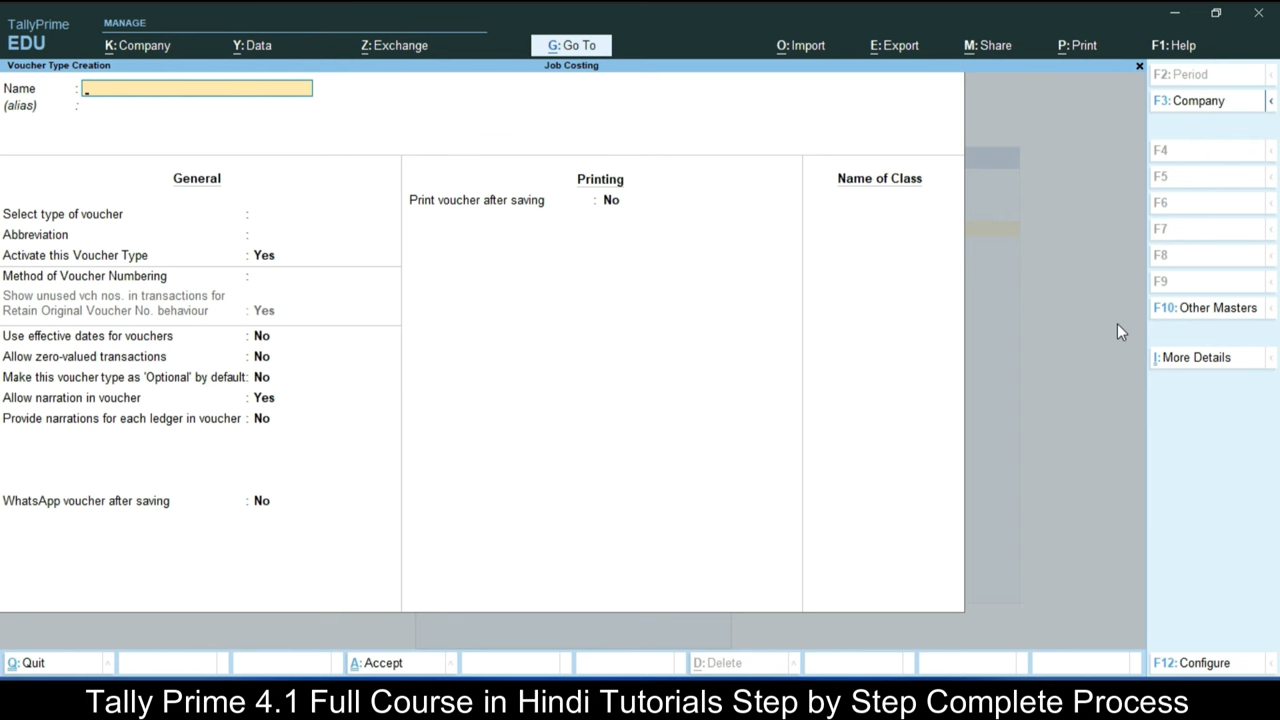 TallyPrime
EDU
MANAGE
K:Company
Y:Data
Z:Exchange
G:Go To
O:Import
E:Export
M:Share
P:Print
F1:Help
Voucher Type Creation
Job Costing
Name :
(alias) :
General
Select type of voucher :
Abbreviation :
Activate this Voucher Type : Yes
Method of Voucher Numbering :
Show unused vch nos. in transactions for
Retain Original Voucher No. behaviour : Yes
Use effective dates for vouchers : No
Allow zero-valued transactions : No
Make this voucher type as 'Optional' by default: No
Allow narration in voucher : Yes
Provide narrations for each ledger in voucher : No
WhatsApp voucher after saving : No
Printing
Print voucher after saving : No
Name of Class
F2: Period
F3: Company
F4
F5
F6
F7
F8
F9
F10: Other Masters
I:More Details
Q:Quit
A:Accept
D:Delete
F12: Configure
Tally Prime 4.1 Full Course in Hindi Tutorials Step by Step Complete Process